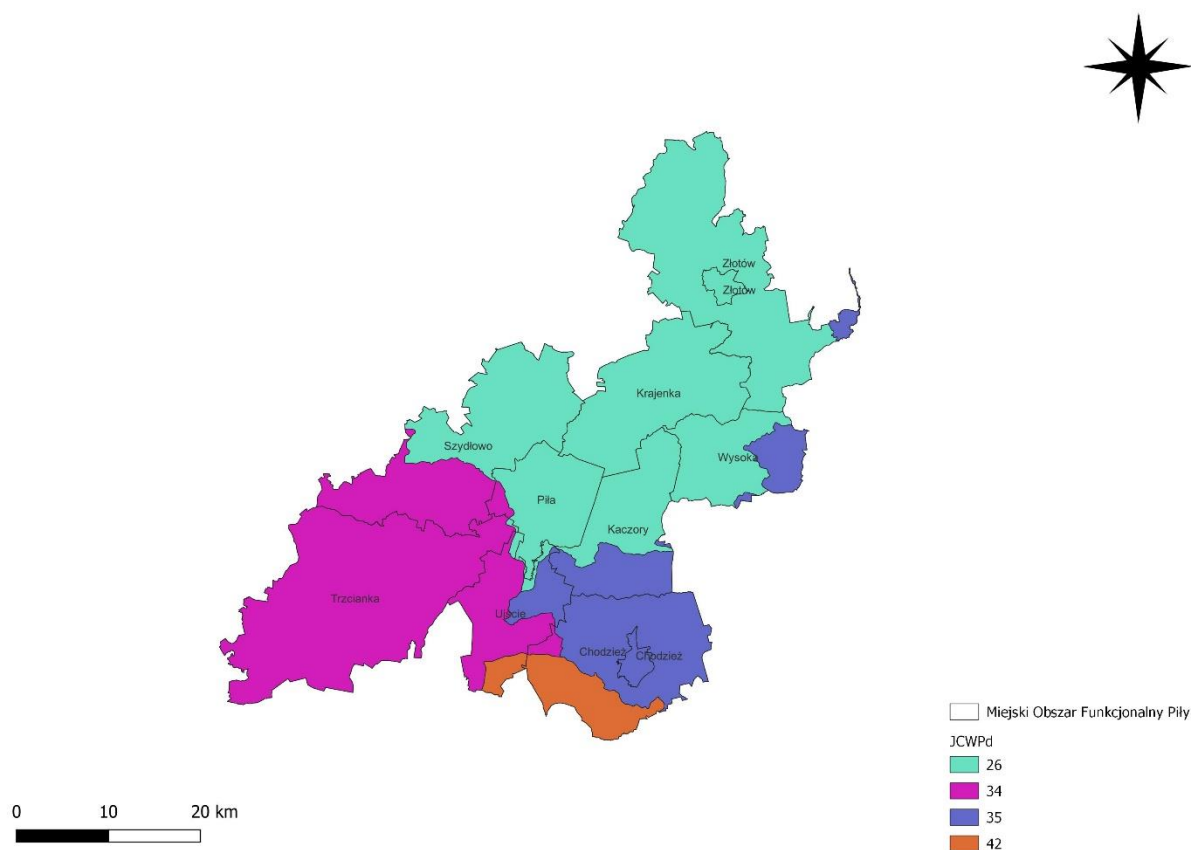 Złotów
Złotów
Krajenka
Szydłowo
Wysoka
Piła
Kaczory
Trzcianka
Ujście
Chodzież
Chodzież
Miejski Obszar Funkcjonalny Piły
JCWPd
26
34
35
42
0 10 20 km